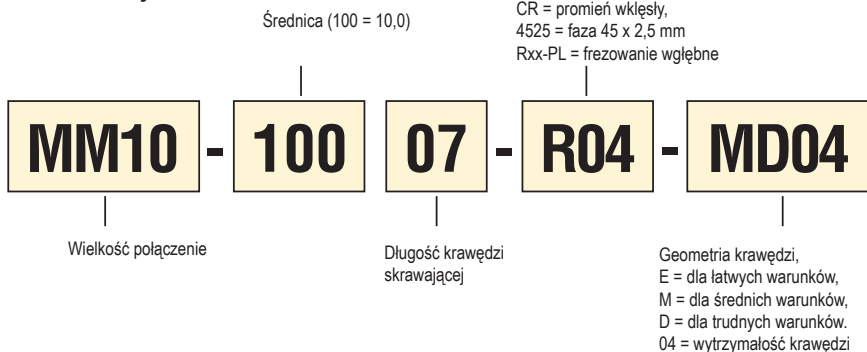 CR = promień wklęsły,
Średnica (100 = 10,0)
4525 = faza 45 x 2,5 mm
Rxx-PL = frezowanie wgłębne
MM10 - 100 07 - R04 - MD04
Wielkość połączenie
Długość krawędzi
skrawającej
Geometria krawędzi,
E = dla łatwych warunków,
M = dla średnich warunków,
D = dla trudnych warunków.
04 = wytrzymałość krawędzi